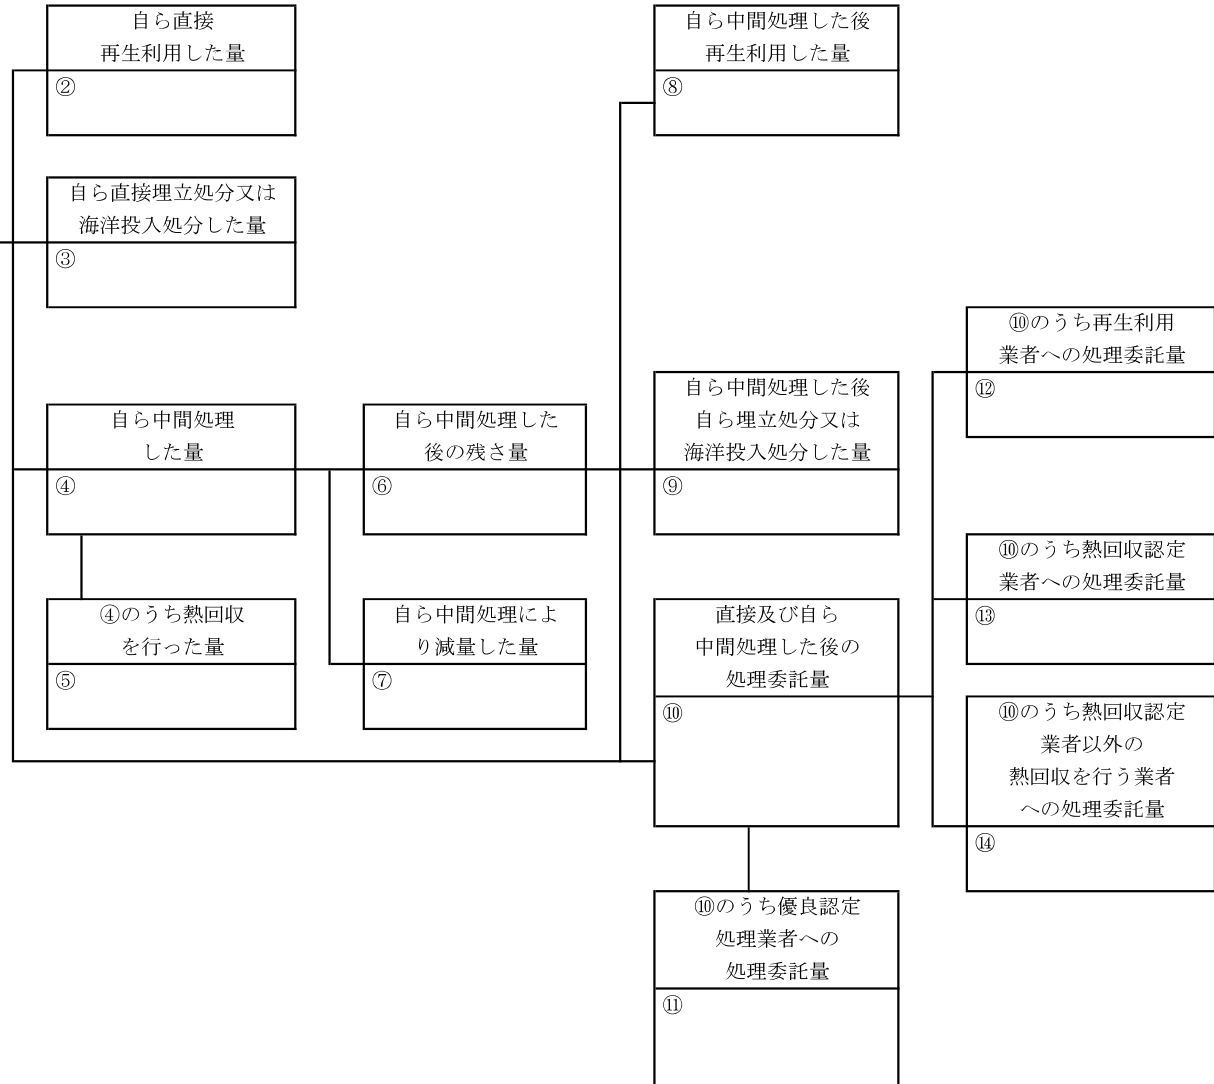 自ら直接
再生利用した量
②
自ら直接埋立処分又は
海洋投入処分した量
③
自ら中間処理
した量
④
④のうち熱回収
を行った量
⑤
自ら中間処理した
後の残さ量
⑥
自ら中間処理によ
り減量した量
⑦
自ら中間処理した後
再生利用した量
⑧
自ら中間処理した後
自ら埋立処分又は
海洋投入処分した量
⑨
直接及び自ら
中間処理した後の
処理委託量
⑩
⑩のうち優良認定
処理業者への
処理委託量
⑪
⑩のうち再生利用
業者への処理委託量
⑫
⑩のうち熱回収認定
業者への処理委託量
⑬
⑩のうち熱回収認定
業者以外の
熱回収を行う業者
への処理委託量
⑭